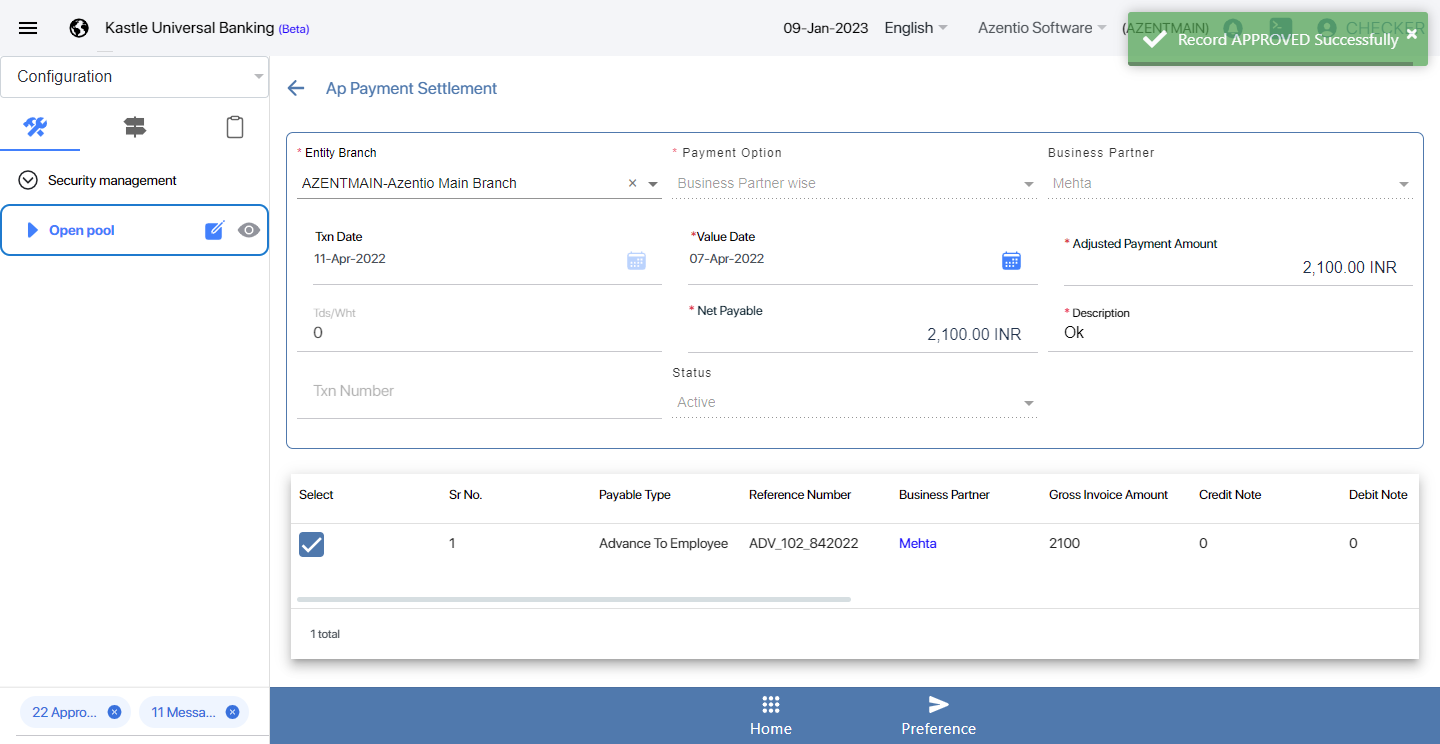 Kastle Universal Banking (Beta)
09-Jan-2023
English
Azentio Software
(AZENTMAIN)
CHECKER
Record APPROVED Successfully
Configuration
Ap Payment Settlement
Security management
Open pool
* Entity Branch
AZENTMAIN-Azentio Main Branch
* Payment Option
Business Partner wise
Business Partner
Mehta
Txn Date
11-Apr-2022
*Value Date
07-Apr-2022
* Adjusted Payment Amount
2,100.00 INR
Tds/Wht
0
* Net Payable
2,100.00 INR
* Description
Ok
Txn Number
Status
Active
Select Sr No. Payable Type Reference Number Business Partner Gross Invoice Amount Credit Note Debit Note
1 Advance To Employee ADV_102_842022 Mehta 2100 0 0
1 total
22 Appro...
11 Messa...
Home
Preference